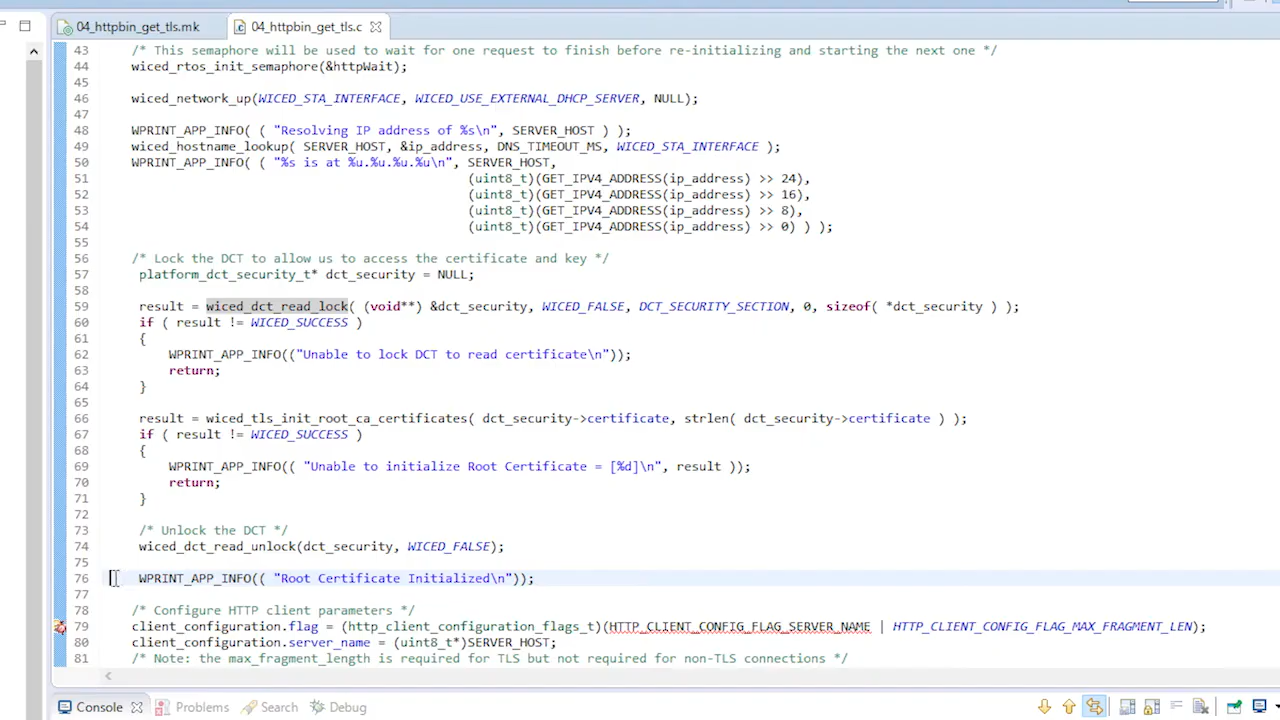 04_httpbin_get_tls.mk 04_httpbin_get_tls.c
43 /* This semaphore will be used to wait for one request to finish before re-initializing and starting the next one */
44 wiced_rtos_init_semaphore(&httpWait);
45
46 wiced_network_up(WICED_STA_INTERFACE, WICED_USE_EXTERNAL_DHCP_SERVER, NULL);
47
48 WPRINT_APP_INFO( ( "Resolving IP address of %s\n", SERVER_HOST ) );
49 wiced_hostname_lookup( SERVER_HOST, &ip_address, DNS_TIMEOUT_MS, WICED_STA_INTERFACE );
50 WPRINT_APP_INFO( ( "%s is at %u.%u.%u.%u\n", SERVER_HOST,
51 (uint8_t)(GET_IPV4_ADDRESS(ip_address) >> 24),
52 (uint8_t)(GET_IPV4_ADDRESS(ip_address) >> 16),
53 (uint8_t)(GET_IPV4_ADDRESS(ip_address) >> 8),
54 (uint8_t)(GET_IPV4_ADDRESS(ip_address) >> 0) ) );
55
56 /* Lock the DCT to allow us to access the certificate and key */
57 platform_dct_security_t* dct_security = NULL;
58
59 result = wiced_dct_read_lock( (void**) &dct_security, WICED_FALSE, DCT_SECURITY_SECTION, 0, sizeof( *dct_security ) );
60 if ( result != WICED_SUCCESS )
61 {
62 WPRINT_APP_INFO(("Unable to lock DCT to read certificate\n"));
63 return;
64 }
65
66 result = wiced_tls_init_root_ca_certificates( dct_security->certificate, strlen( dct_security->certificate ) );
67 if ( result != WICED_SUCCESS )
68 {
69 WPRINT_APP_INFO(( "Unable to initialize Root Certificate = [%d]\n", result ));
70 return;
71 }
72
73 /* Unlock the DCT */
74 wiced_dct_read_unlock(dct_security, WICED_FALSE);
75
76 WPRINT_APP_INFO(( "Root Certificate Initialized\n"));
77
78 /* Configure HTTP client parameters */
79 client_configuration.flag = (http_client_configuration_flags_t)(HTTP_CLIENT_CONFIG_FLAG_SERVER_NAME | HTTP_CLIENT_CONFIG_FLAG_MAX_FRAGMENT_LEN);
80 client_configuration.server_name = (uint8_t*)SERVER_HOST;
81 /* Note: the max_fragment_length is required for TLS but not required for non-TLS connections */
Console Problems Search Debug